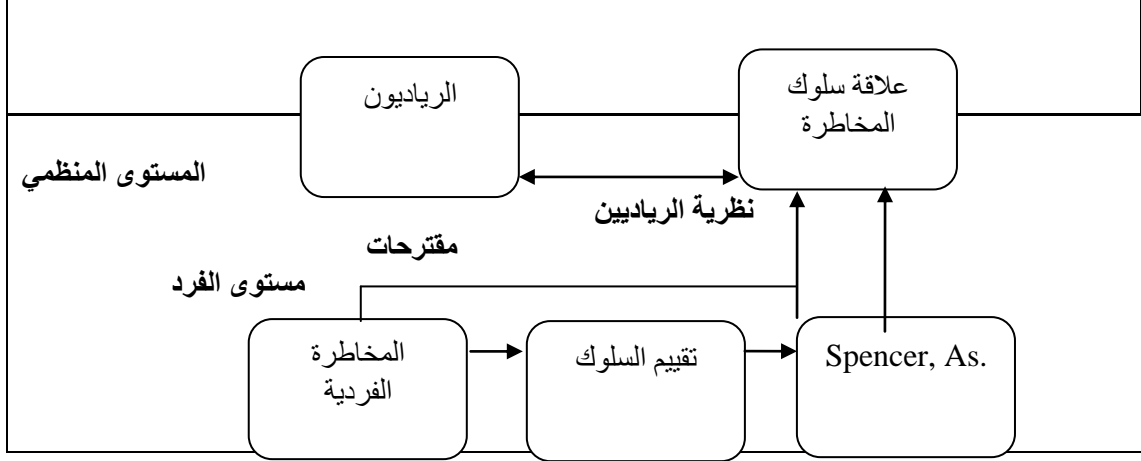 الرياديون
علاقة سلوك
المخاطرة
المستوى المنظمي
نظرية الرياديين
مقترحات
مستوى الفرد
المخاطرة
الفردية
تقييم السلوك
Spencer, As.